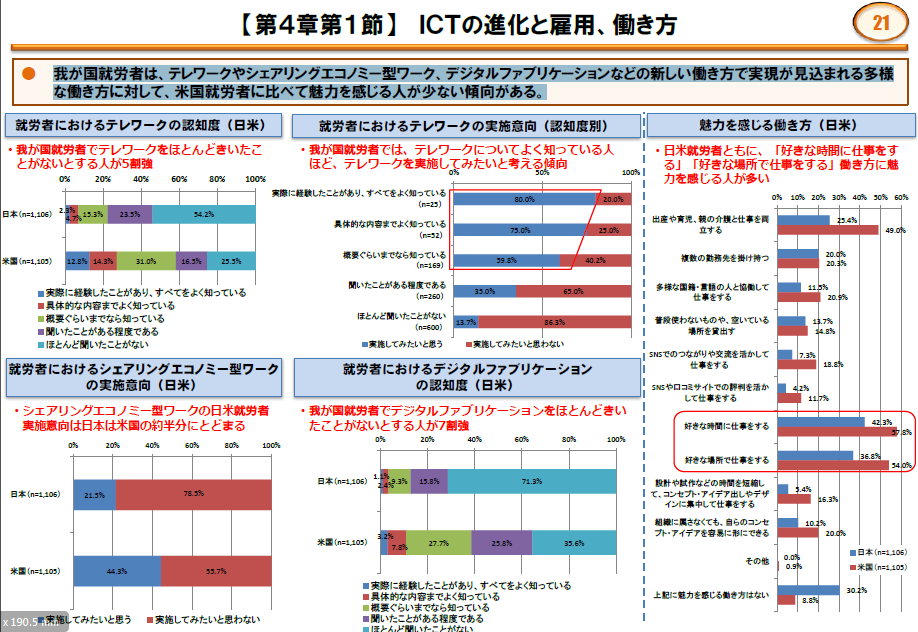 【第４章第１節】 ICTの進化と雇用、働き方
21
我が国就労者は、テレワークやシェアリングエコノミー型ワーク、デジタルファブリケーションなどの新しい働き方で実現が見込まれる多様
な働き方に対して、米国就労者に比べて魅力を感じる人が少ない傾向がある。
就労者におけるテレワークの認知度（日米）
・我が国就労者でテレワークをほとんどきいたこ
とがないとする人が5割強
0% 20% 40% 60% 80% 100%
日本(n=1,106) 2.3% 4.7% 15.3% 23.5% 54.2%
米国(n=1,105) 12.8% 14.3% 31.0% 16.5% 25.5%
実際に経験したことがあり、すべてをよく知っている
具体的な内容までよく知っている
概要ぐらいまでなら知っている
聞いたことがある程度である
ほとんど聞いたことがない
就労者におけるテレワークの実施意向（認知度別）
・我が国就労者では、テレワークについてよく知っている人
ほど、テレワークを実施してみたいと考える傾向
0% 50% 100%
実際に経験したことがあり、すべてをよく知っている
(n=25) 80.0% 20.0%
具体的な内容までよく知っている
(n=52) 75.0% 25.0%
概要ぐらいまでなら知っている
(n=169) 59.8% 40.2%
聞いたことがある程度である
(n=260) 35.0% 65.0%
ほとんど聞いたことがない
(n=600) 13.7% 86.3%
実施してみたいと思う 実施してみたいと思わない
就労者におけるシェアリングエコノミー型ワーク
の実施意向（日米）
・シェアリングエコノミー型ワークの日米就労者
実施意向は日本は米国の約半分にとどまる
0% 20% 40% 60% 80% 100%
日本(n=1,106) 21.5% 78.5%
米国(n=1,105) 44.3% 55.7%
実施してみたいと思う 実施してみたいと思わない
x 190.5 mm
就労者におけるデジタルファブリケーション
の認知度（日米）
・我が国就労者でデジタルファブリケーションをほとんどきい
たことがないとする人が7割強
0% 20% 40% 60% 80% 100%
日本(n=1,106) 1.1% 2.4% 9.3% 15.8% 71.3%
米国(n=1,105) 3.2% 7.8% 27.7% 25.8% 35.6%
実際に経験したことがあり、すべてをよく知っている
具体的な内容までよく知っている
概要ぐらいまでなら知っている
聞いたことがある程度である
ほとんど聞いたことがない
魅力を感じる働き方（日米）
・日米就労者ともに、「好きな時間に仕事をす
る」「好きな場所で仕事をする」働き方に魅
力を感じる人が多い
0% 10% 20% 30% 40% 50% 60%
出産や育児、親の介護と仕事を両
立する 25.4% 49.0%
複数の勤務先を掛け持つ 20.0% 20.3%
多様な国籍・言語の人と協働して
仕事をする 11.5% 20.9%
普段使わないものや、空いている
場所を貸出す 13.7% 14.8%
SNSでのつながりや交流を活かして
仕事をする 7.3% 18.8%
SNSや口コミサイトでの評判を活か
して仕事をする 4.2% 11.7%
好きな時間に仕事をする 42.3% 57.8%
好きな場所で仕事をする 36.8% 54.0%
設計や試作などの時間を短縮し
て、コンセプト・アイデア出しやデザ
インに集中して仕事をする 5.4% 16.3%
組織に属さなくても、自らのコンセ
プト・アイデアを容易に形にできる 10.2% 20.0%
その他 0.0% 0.9%
上記に魅力を感じる働き方はない 30.2% 8.8%
日本(n=1,106)
米国(n=1,105)